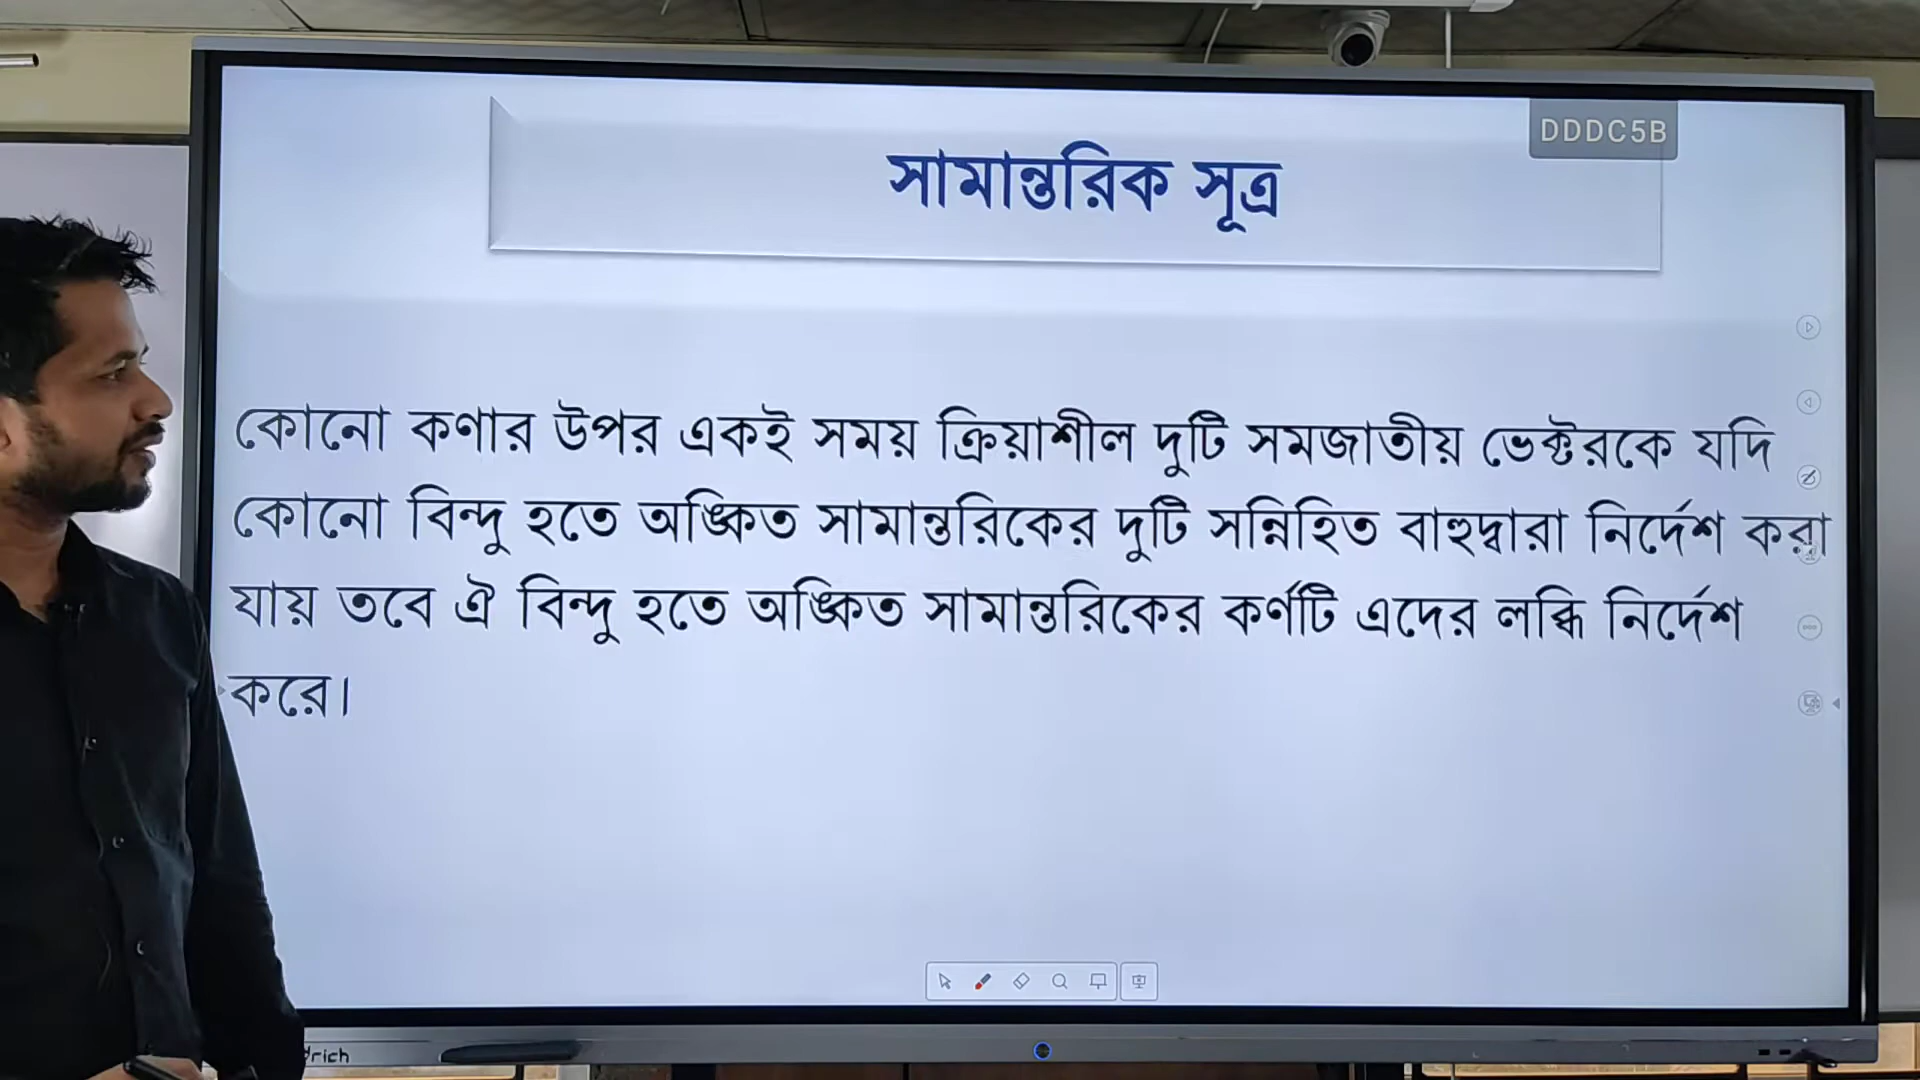 DDDC5B
সামান্তরিক সূত্র
কোনো কণার উপর একই সময় ক্রিয়াশীল দুটি সমজাতীয় ভেক্টরকে যদি
কোনো বিন্দু হতে অঙ্কিত সামান্তরিকের দুটি সন্নিহিত বাহুদ্বারা নির্দেশ করা
যায় তবে ঐ বিন্দু হতে অঙ্কিত সামান্তরিকের কর্ণটি এদের লব্ধি নির্দেশ
করে।